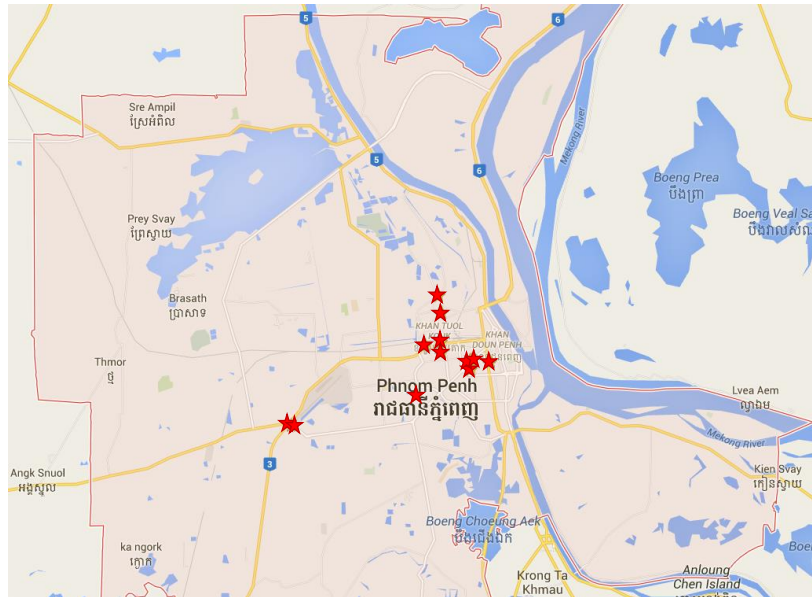 5
6
Sre Ampil
ស្រែអំពិល
Mekong River
5
6
Boeng Prea
បឹងព្រា
Prey Svay
ព្រៃស្វាយ
Boeng Veal Sa
Brasath
ប្រាសាទ
KHAN TUOL
KHAN
DOUN PENH
Thmor
ថ្ម
Phnom Penh
រាជធានីភ្នំពេញ
Lvea Aem
ល្វាឯម
Mekong River
3
Angk Snuol
អង្គស្នួល
Kien Svay
កៀនស្វាយ
Boeng Choeung Aek
បឹងជើងឯក
ka ngork
ក្ងោក
Boe
Krong Ta
Khmau
Anloung
Chen Island